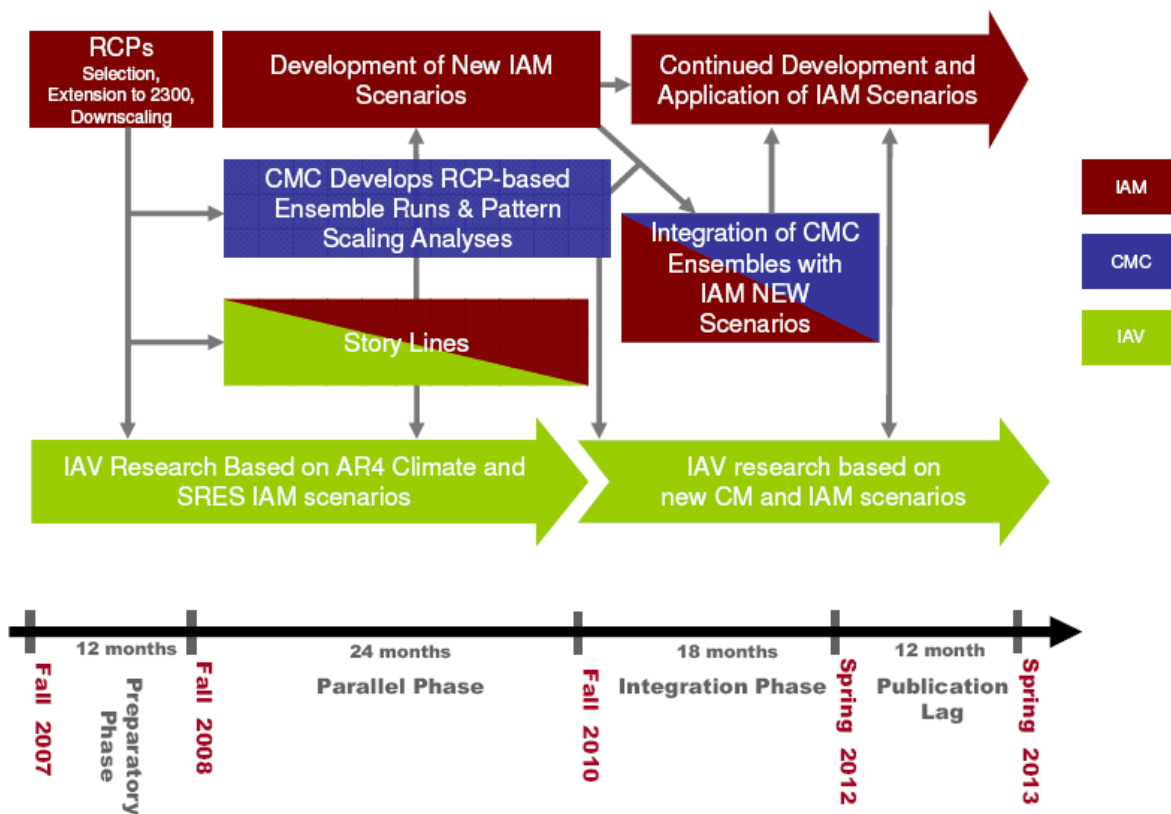 RCPs
Selection,
Extension to 2300,
Downscaling
Development of New IAM
Scenarios
Continued Development and
Application of IAM Scenarios
CMC Develops RCP-based
Ensemble Runs & Pattern
Scaling Analyses
Integration of CMC
Ensembles with
IAM NEW
Scenarios
Story Lines
IAM
CMC
IAV
IAV Research Based on AR4 Climate and
SRES IAM scenarios
IAV research based on
new CM and IAM scenarios
12 months
24 months
18 months
12 month
Fall 2007
Preparatory
Phase
Fall 2008
Parallel Phase
Fall 2010
Integration Phase
Spring 2012
Publication
Lag
Spring 2013